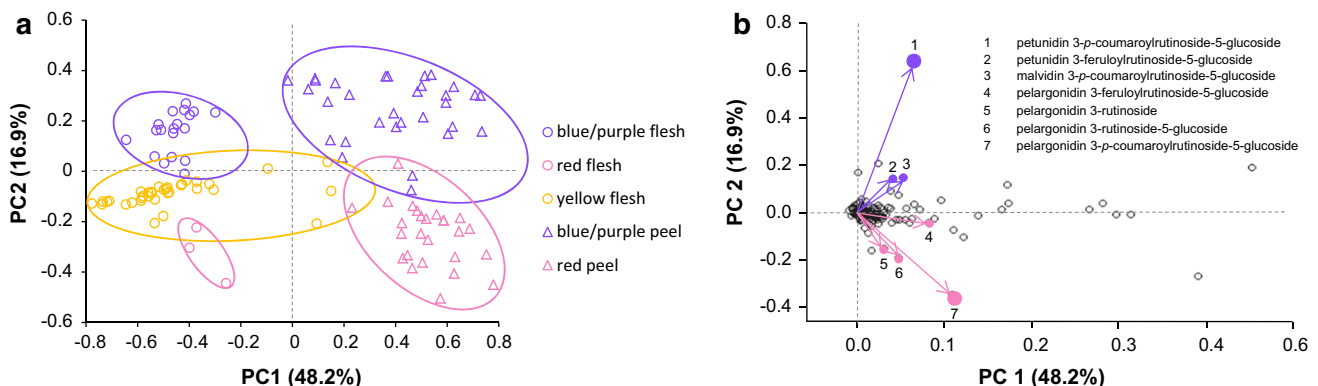 a
0.6
0.4
0.2
0
-0.2
-0.4
-0.6
PC2 (16.9%)
-0.8 -0.6 -0.4 -0.2 0 0.2 0.4 0.6 0.8
PC1 (48.2%)
blue/purple flesh
red flesh
yellow flesh
blue/purple peel
red peel
b
0.8
0.6
0.4
0.2
0.0
-0.2
-0.4
PC 2 (16.9%)
0.0 0.1 0.2 0.3 0.4 0.5 0.6
PC 1 (48.2%)
1
2 3
4
5 6
7
1 petunidin 3-p-coumaroylrutinoside-5-glucoside
2 petunidin 3-feruloylrutinoside-5-glucoside
3 malvidin 3-p-coumaroylrutinoside-5-glucoside
4 pelargonidin 3-feruloylrutinoside-5-glucoside
5 pelargonidin 3-rutinoside
6 pelargonidin 3-rutinoside-5-glucoside
7 pelargonidin 3-p-coumaroylrutinoside-5-glucoside